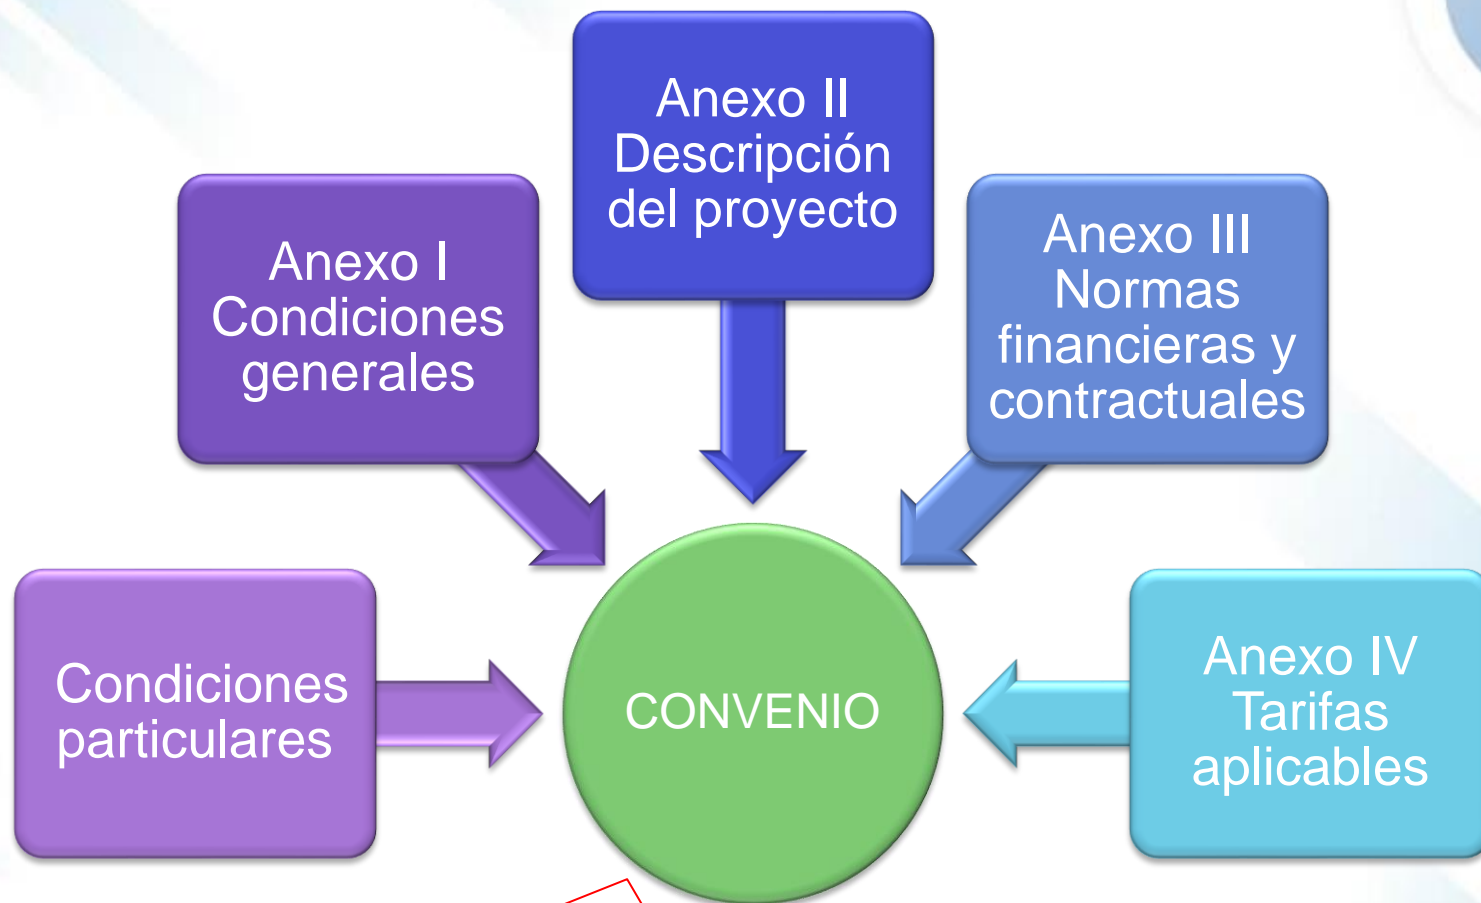 Anexo II
Descripción
del proyecto
Anexo I
Condiciones
generales
Anexo III
Normas
financieras y
contractuales
Condiciones
particulares
CONVENIO
Anexo IV
Tarifas
aplicables